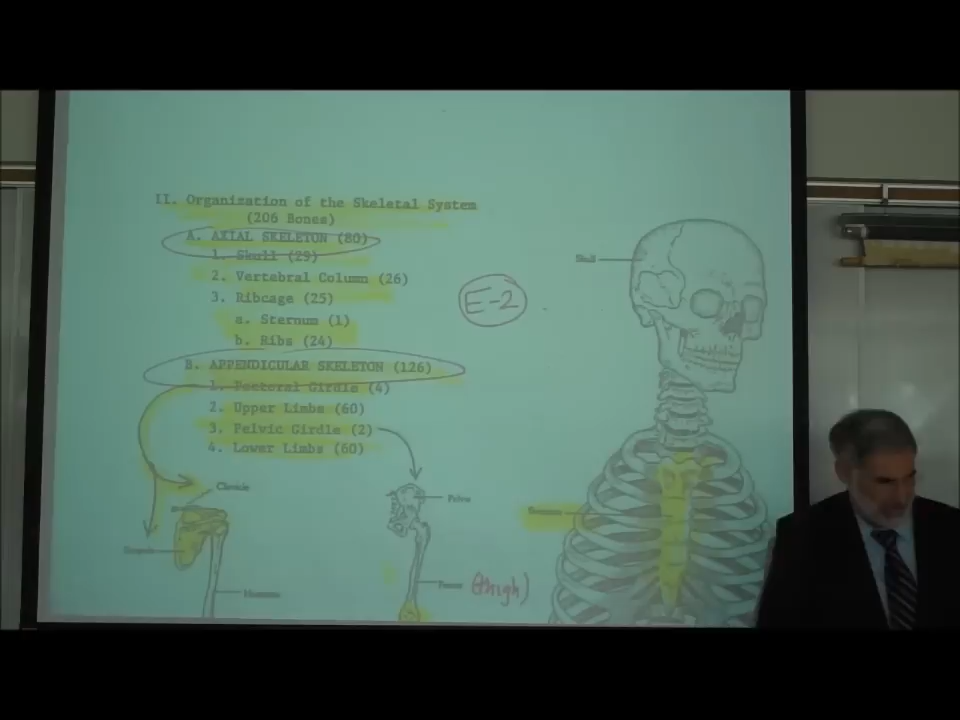 II. Organization of the Skeletal System
(206 Bones)
A. AXIAL SKELETON (80)
1. Skull (29)
2. Vertebral Column (26)
3. Ribcage (25)
a. Sternum (1)
b. Ribs (24)
E-2
B. APPENDICULAR SKELETON (126)
1. Pectoral Girdle (4)
2. Upper Limbs (60)
3. Pelvic Girdle (2)
4. Lower Limbs (60)
Skull
Clavicle
Pelvis
Sternum
Scapula
Humerus
Femur (thigh)